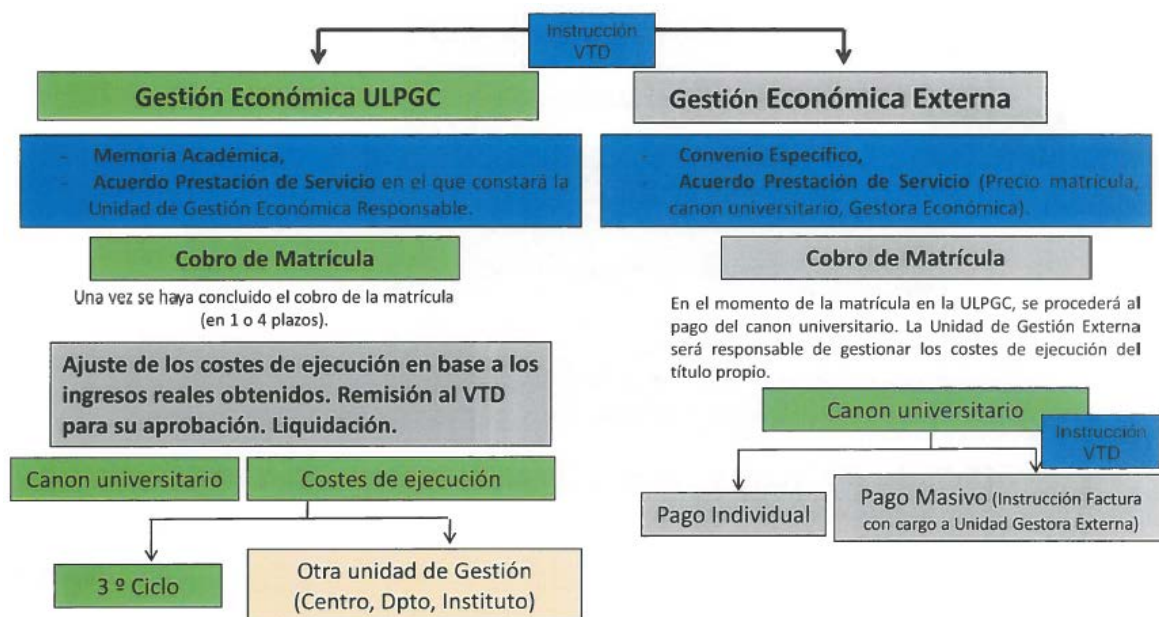 Instrucción
VTD
Gestión Económica ULPGC
- Memoria Académica,
- Acuerdo Prestación de Servicio en el que constará la
Unidad de Gestión Económica Responsable.
Cobro de Matrícula
Una vez se haya concluido el cobro de la matrícula
(en 1 o 4 plazos).
Ajuste de los costes de ejecución en base a los
ingresos reales obtenidos. Remisión al VTD
para su aprobación. Liquidación.
Canon universitario
Costes de ejecución
3 º Ciclo
Otra unidad de Gestión
(Centro, Dpto, Instituto)
Gestión Económica Externa
- Convenio Específico,
- Acuerdo Prestación de Servicio (Precio matrícula,
canon universitario, Gestora Económica).
Cobro de Matrícula
En el momento de la matrícula en la ULPGC, se procederá al
pago del canon universitario. La Unidad de Gestión Externa
será responsable de gestionar los costes de ejecución del
título propio.
Canon universitario
Instrucción
VTD
Pago Individual
Pago Masivo (Instrucción Factura
con cargo a Unidad Gestora Externa)